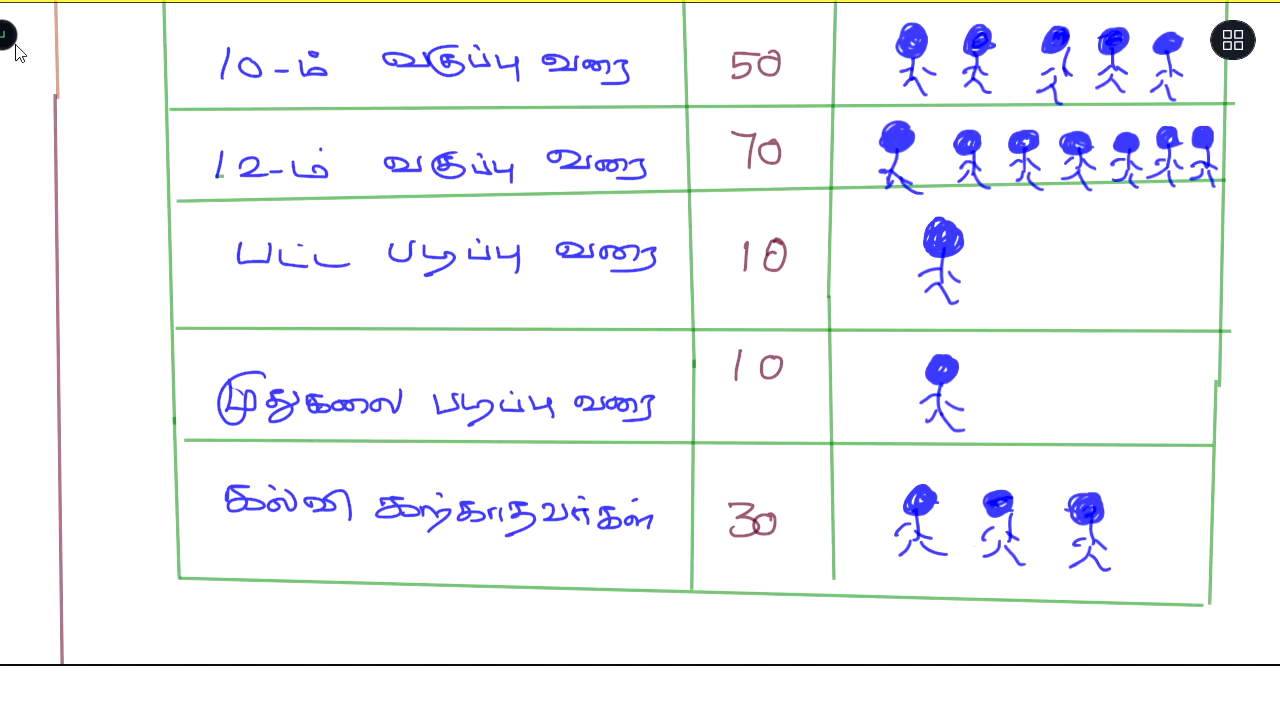 10-ம் வகுப்பு வரை 50
12-ம் வகுப்பு வரை 70
பட்ட படிப்பு வரை 10
முதுகலை படிப்பு வரை 10
கல்வி கற்காதவர்கள் 30